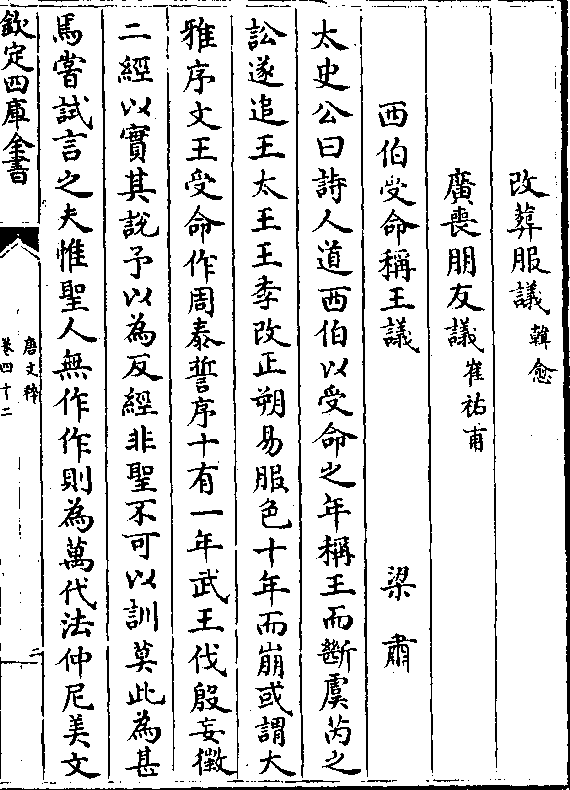 改葬服議 韓愈
廣喪朋友議 崔祐甫
西伯受命稱王議 梁肅
太史公曰詩人道西伯以受命之年稱王而斷虞芮之
訟遂追王太王王季改正朔易服色十年而崩或謂大
雅序文王受命作周泰誓序十有一年武王伐殷妄徵
二經以實其說予以為反經非聖不可以訓莫此為甚
焉嘗試言之夫惟聖人無作作則為萬代法仲尼美文
欽定四庫全書
唐文粹
卷四十二
二